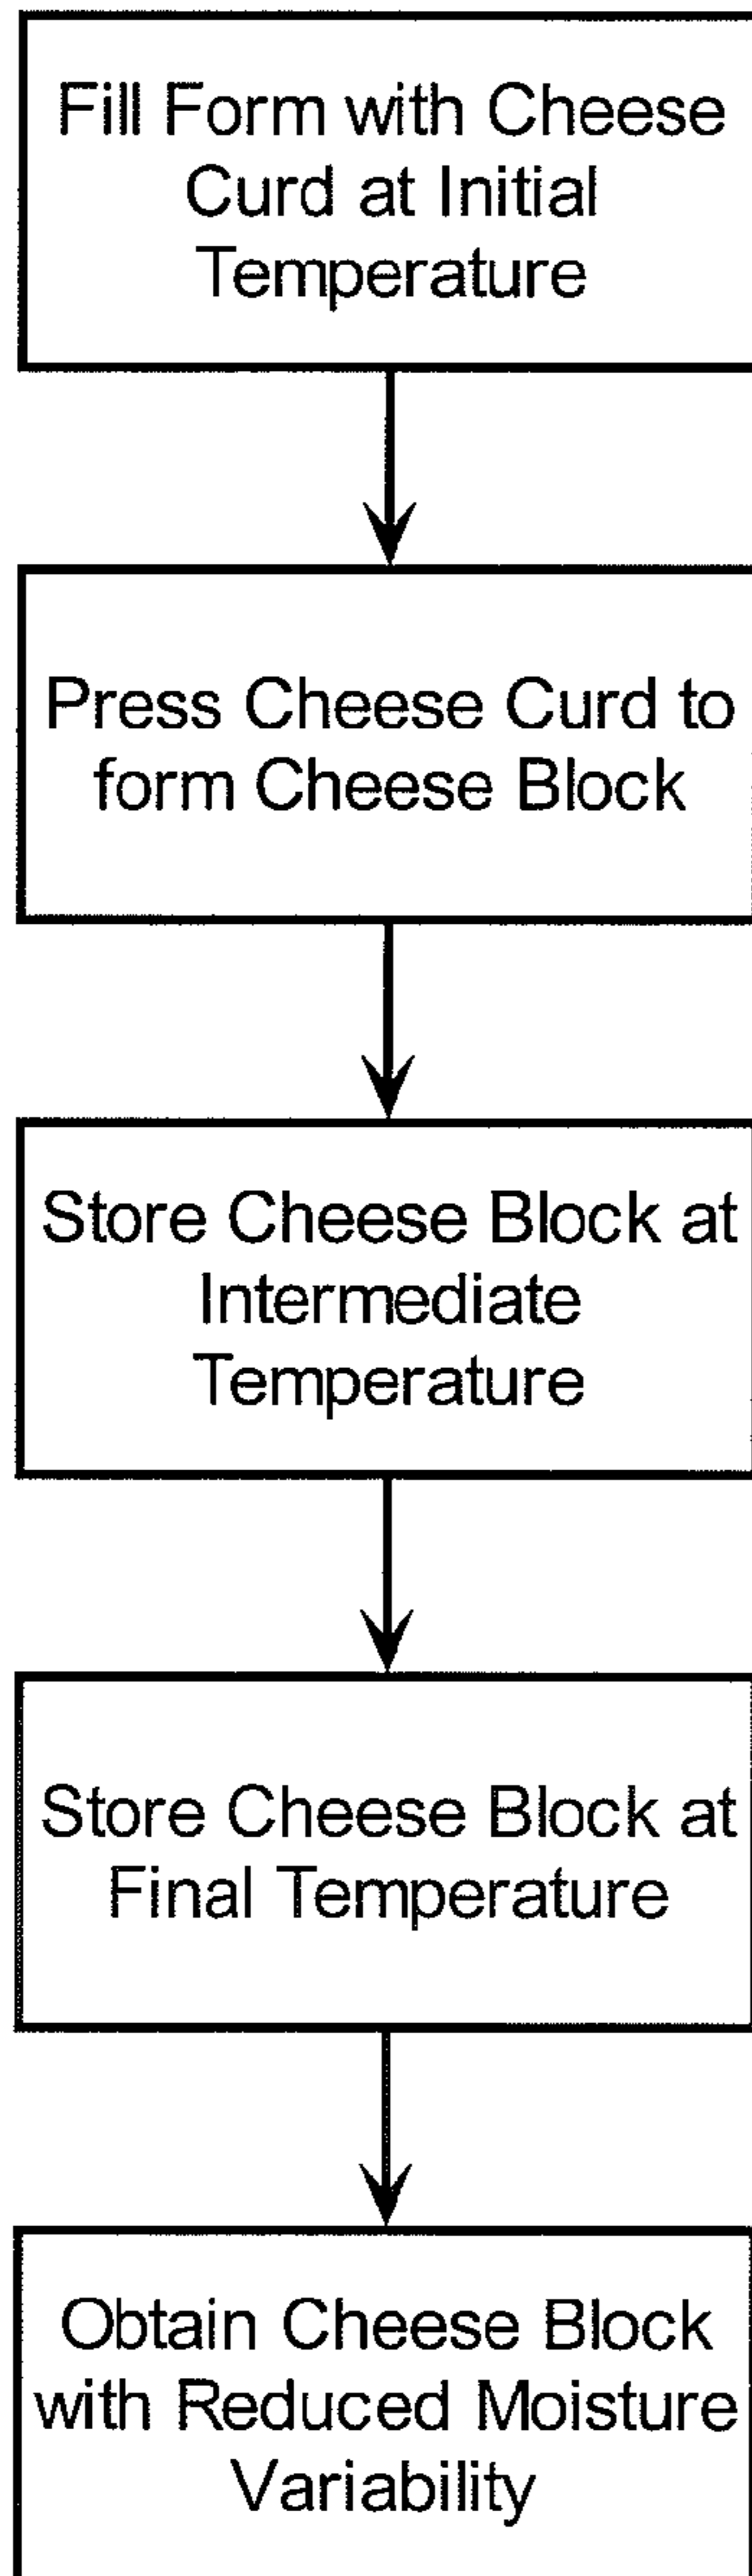 Fill Form with Cheese
Curd at Initial
Temperature
Press Cheese Curd to
form Cheese Block
Store Cheese Block at
Intermediate
Temperature
Store Cheese Block at
Final Temperature
Obtain Cheese Block
with Reduced Moisture
Variability